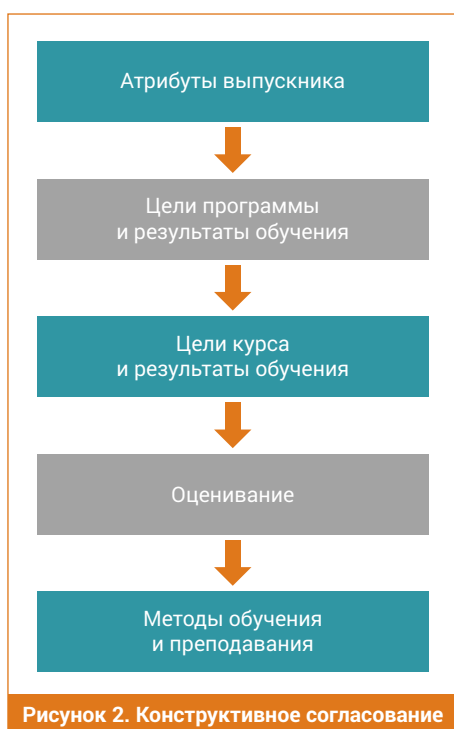 Атрибуты выпускника
Цели программы
и результаты обучения
Цели курса
и результаты обучения
Оценивание
Методы обучения
и преподавания
Рисунок 2. Конструктивное согласование